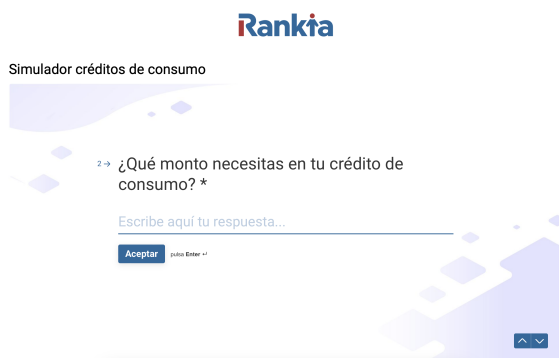 Rankia
Simulador créditos de consumo
2 → ¿Qué monto necesitas en tu crédito de
consumo? *
Escribe aquí tu respuesta...
Aceptar pulsa Enter ↵